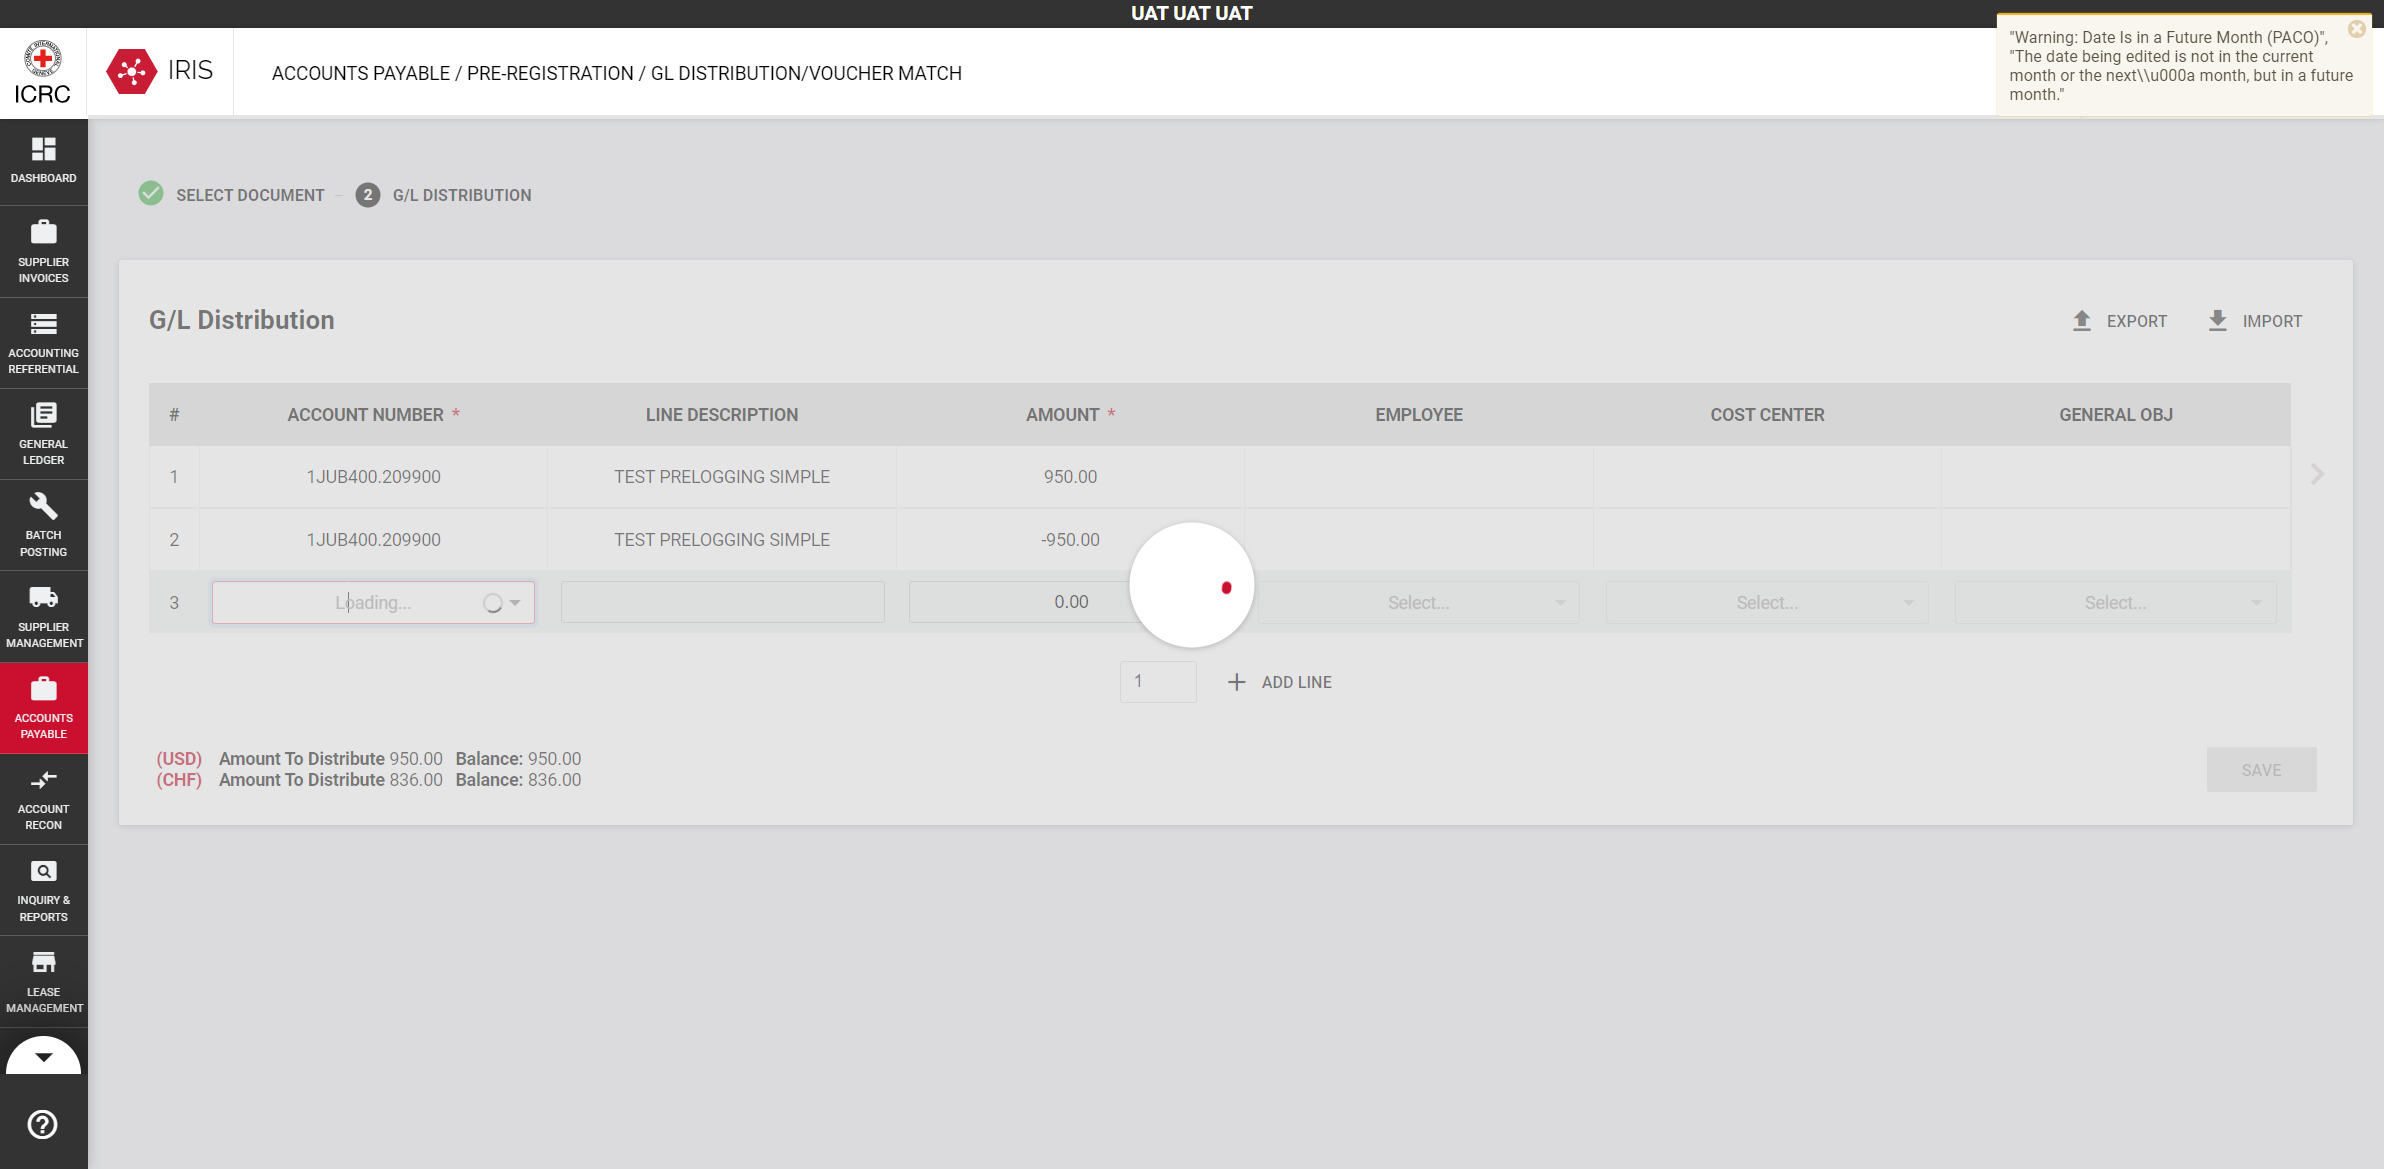 UAT UAT UAT
ICRC
IRIS
ACCOUNTS PAYABLE / PRE-REGISTRATION / GL DISTRIBUTION/VOUCHER MATCH
"Warning: Date Is in a Future Month (PACO)",
"The date being edited is not in the current
month or the next\\u000a month, but in a future
month."
DASHBOARD
SUPPLIER
INVOICES
ACCOUNTING
REFERENTIAL
GENERAL
LEDGER
BATCH
POSTING
SUPPLIER
MANAGEMENT
ACCOUNTS
PAYABLE
ACCOUNT
RECON
INQUIRY &
REPORTS
LEASE
MANAGEMENT
SELECT DOCUMENT
2 G/L DISTRIBUTION
G/L Distribution
EXPORT IMPORT
# ACCOUNT NUMBER * LINE DESCRIPTION AMOUNT * EMPLOYEE COST CENTER GENERAL OBJ
1 1JUB400.209900 TEST PRELOGGING SIMPLE 950.00
2 1JUB400.209900 TEST PRELOGGING SIMPLE -950.00
3 Loading... 0.00 Select... Select... Select...
1 + ADD LINE
(USD) Amount To Distribute 950.00 Balance: 950.00
(CHF) Amount To Distribute 836.00 Balance: 836.00
SAVE